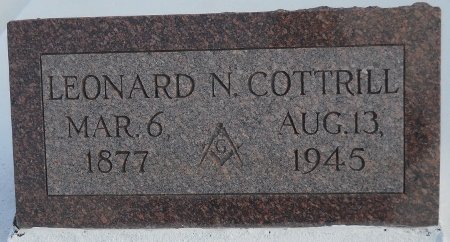 LEONARD N. COTTRILL
MAR. 6, AUG. 13,
1877 G 1945